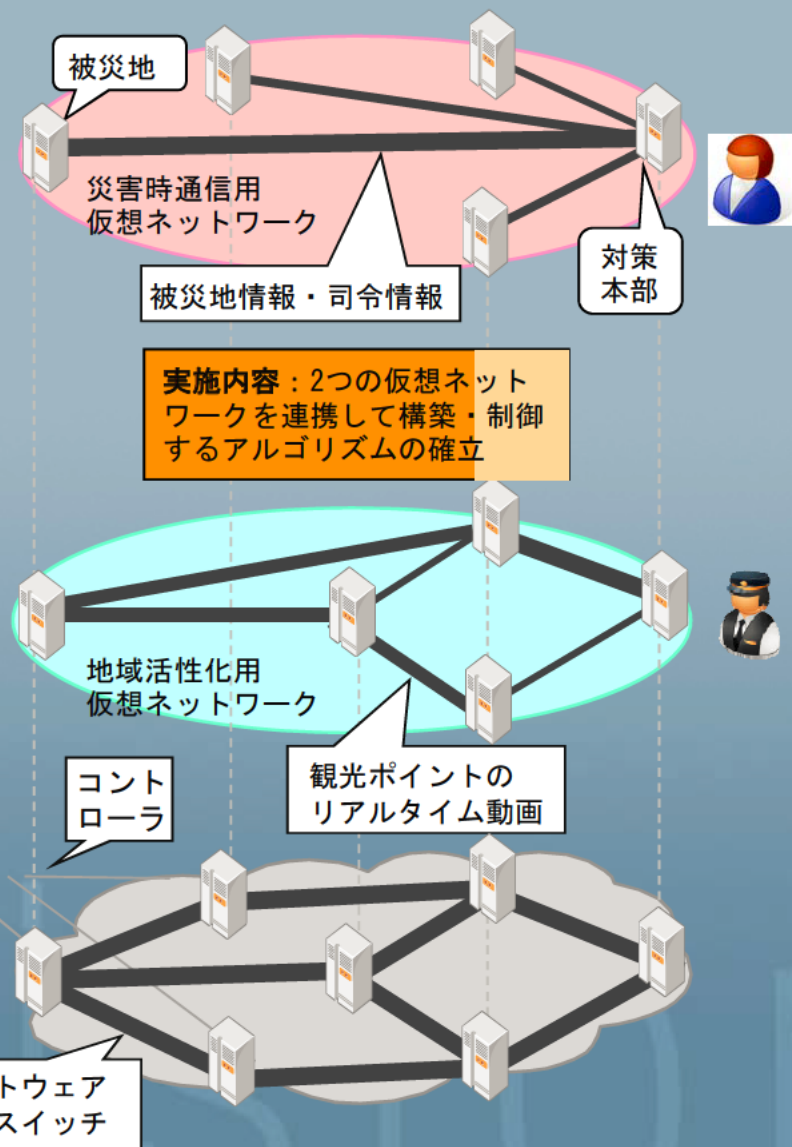 被災地
災害時通信用
仮想ネットワーク
被災地情報・司令情報
対策
本部
実施内容：2つの仮想ネット
ワークを連携して構築・制御
するアルゴリズムの確立
地域活性化用
仮想ネットワーク
コント
ローラ
観光ポイントの
リアルタイム動画
トウェア
スイッチ